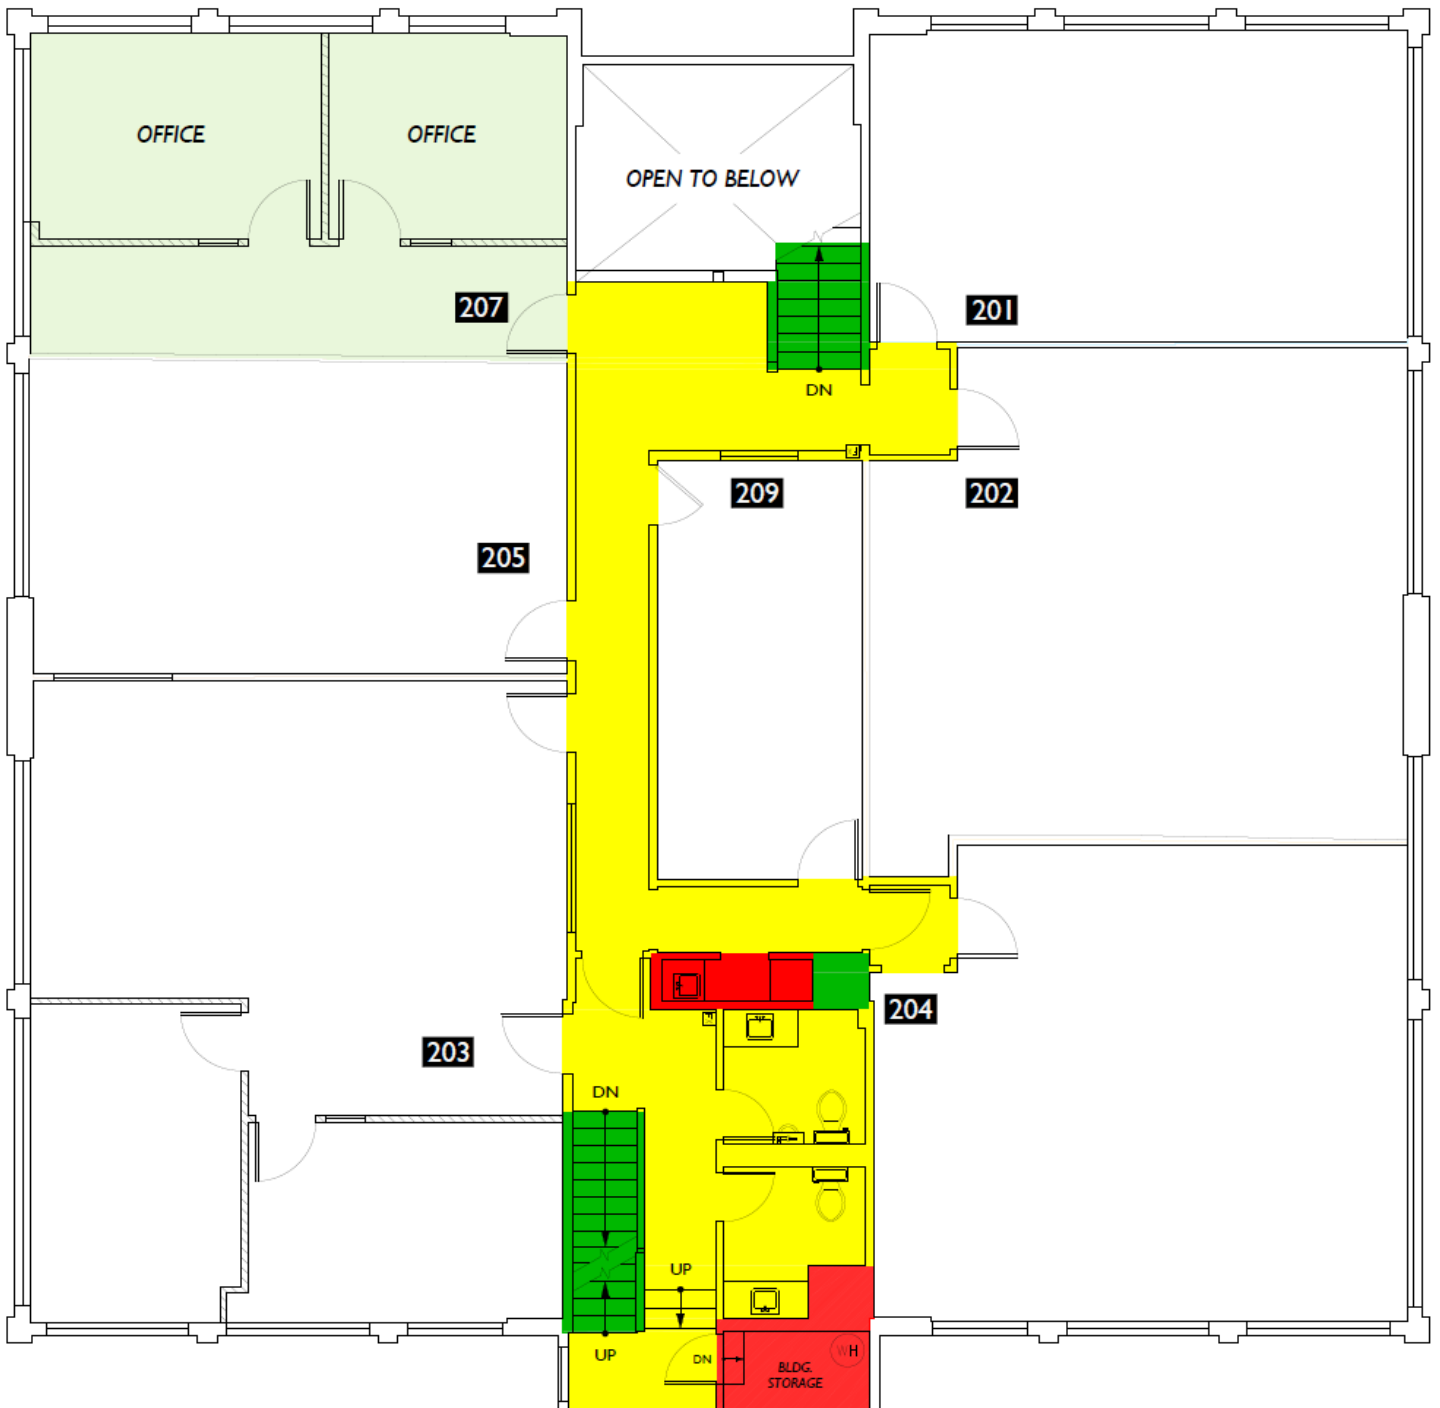 OFFICE
OFFICE
OPEN TO BELOW
207
201
DN
209
202
205
204
203
DN
UP
UP
DN
WH
BLDG.
STORAGE